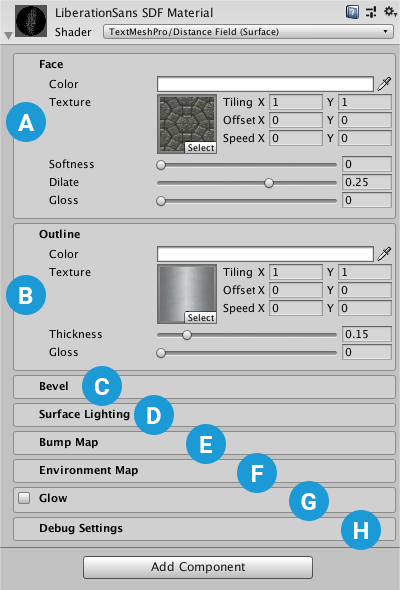 LiberationSans SDF Material
Shader TextMeshPro/Distance Field (Surface)
Face
Color
Texture Tiling X 1 Y 1
Offset X 0 Y 0
Speed X 0 Y 0
Select
A
Softness 0
Dilate 0.25
Gloss 0
Outline
Color
Texture Tiling X 1 Y 1
Offset X 0 Y 0
Speed X 0 Y 0
Select
B
Thickness 0.15
Gloss 0
Bevel C
Surface Lighting D
Bump Map E
Environment Map F
Glow G
Debug Settings H
Add Component